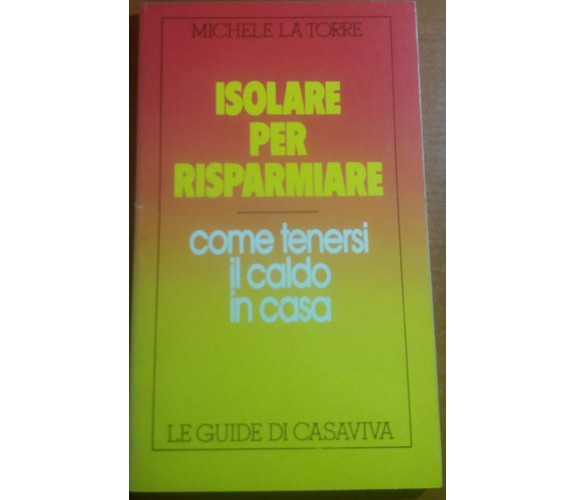 MICHELE LA TORRE
ISOLARE
PER
RISPARMIARE
come tenersi
il caldo
in casa
LE GUIDE DI CASAVIVA